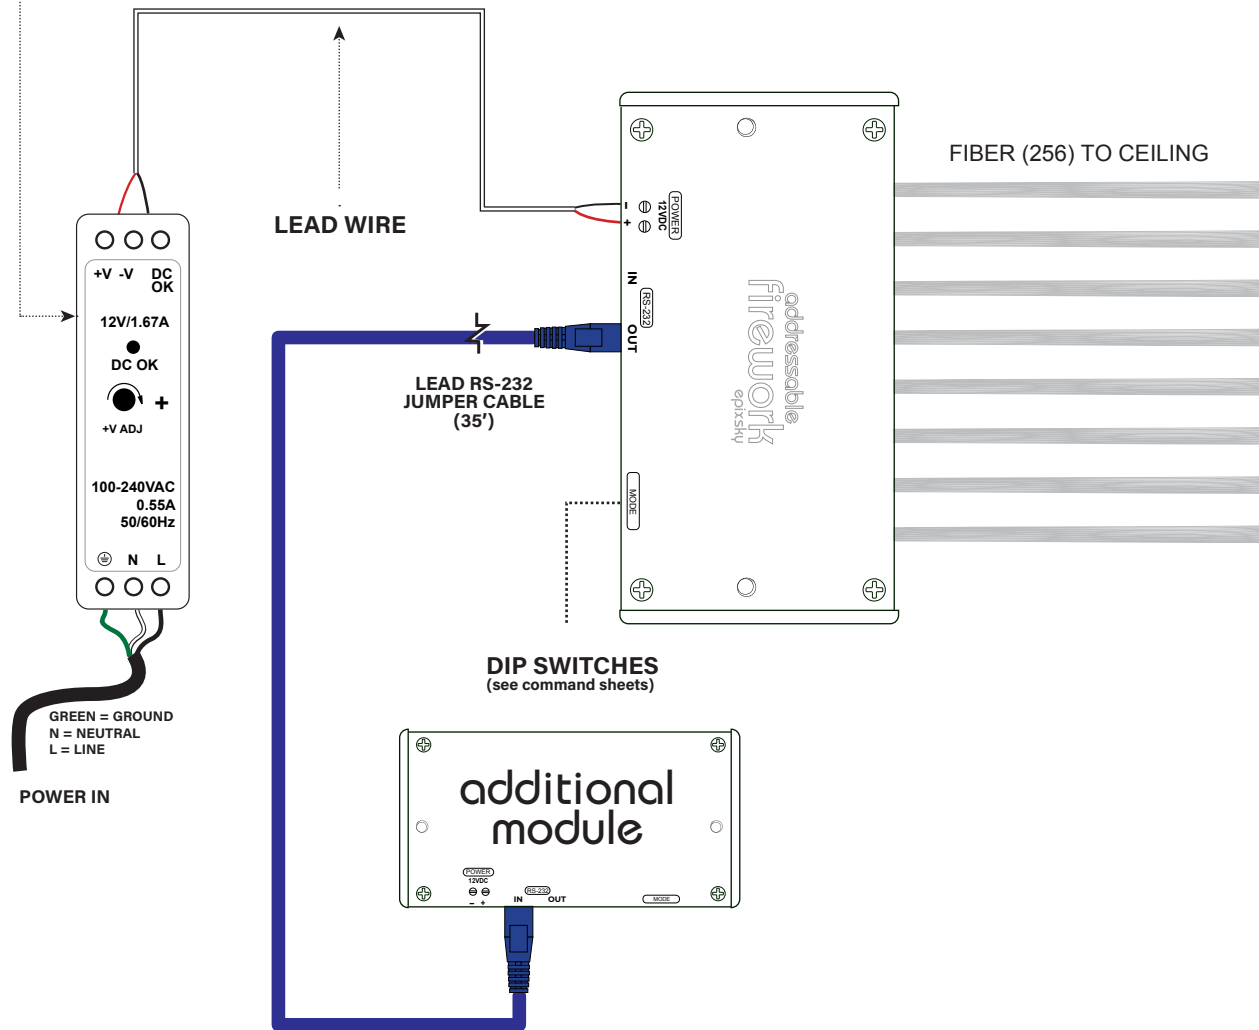 FIBER (256) TO CEILING
LEAD WIRE
POWER
12VDC
- +
IN
RS-232
OUT
MODE
addressable
firework
epixsky
+V -V DC
OK
12V/1.67A
DC OK
+
+V ADJ
100-240VAC
0.55A
50/60Hz
N L
LEAD RS-232
JUMPER CABLE
(35')
GREEN = GROUND
N = NEUTRAL
L = LINE
POWER IN
DIP SWITCHES
(see command sheets)
additional
module
POWER
12VDC
- +
RS-232
IN OUT
MODE